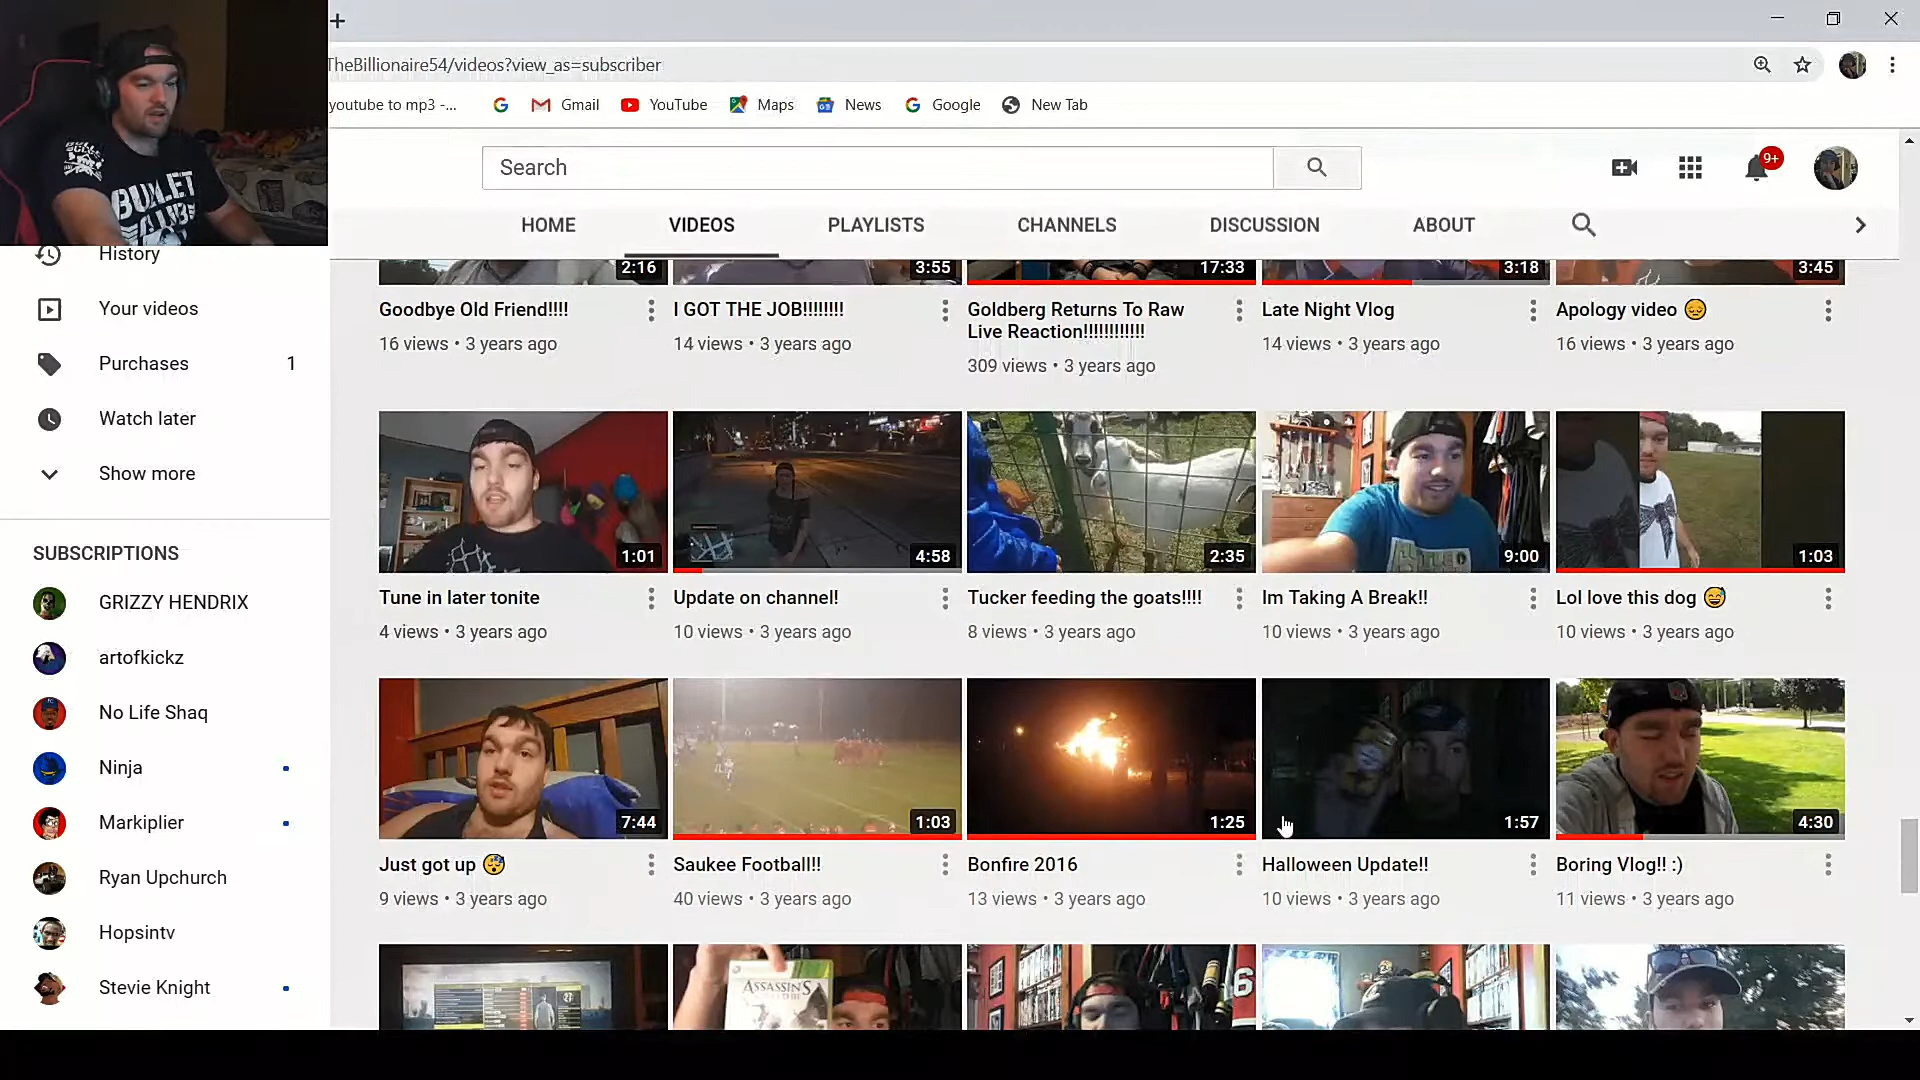 TheBillionaire54/videos?view_as=subscriber
youtube to mp3 -...
Gmail
YouTube
Maps
News
Google
New Tab
Search
9+
HOME
VIDEOS
PLAYLISTS
CHANNELS
DISCUSSION
ABOUT
BULLET
CLUB
History
Your videos
Purchases 1
Watch later
Show more
SUBSCRIPTIONS
GRIZZY HENDRIX
artofkickz
No Life Shaq
Ninja
Markiplier
Ryan Upchurch
Hopsintv
Stevie Knight
2:16
Goodbye Old Friend!!!!
16 views • 3 years ago
3:55
I GOT THE JOB!!!!!!!!
14 views • 3 years ago
17:33
Goldberg Returns To Raw
Live Reaction!!!!!!!!!!!!
309 views • 3 years ago
3:18
Late Night Vlog
14 views • 3 years ago
3:45
Apology video 😞
16 views • 3 years ago
1:01
Tune in later tonite
4 views • 3 years ago
4:58
Update on channel!
10 views • 3 years ago
2:35
Tucker feeding the goats!!!!
8 views • 3 years ago
9:00
Im Taking A Break!!
10 views • 3 years ago
1:03
Lol love this dog 😅
10 views • 3 years ago
7:44
Just got up 😴
9 views • 3 years ago
1:03
Saukee Football!!
40 views • 3 years ago
1:25
Bonfire 2016
13 views • 3 years ago
1:57
Halloween Update!!
10 views • 3 years ago
4:30
Boring Vlog!! :)
11 views • 3 years ago
ASSASSIN'S